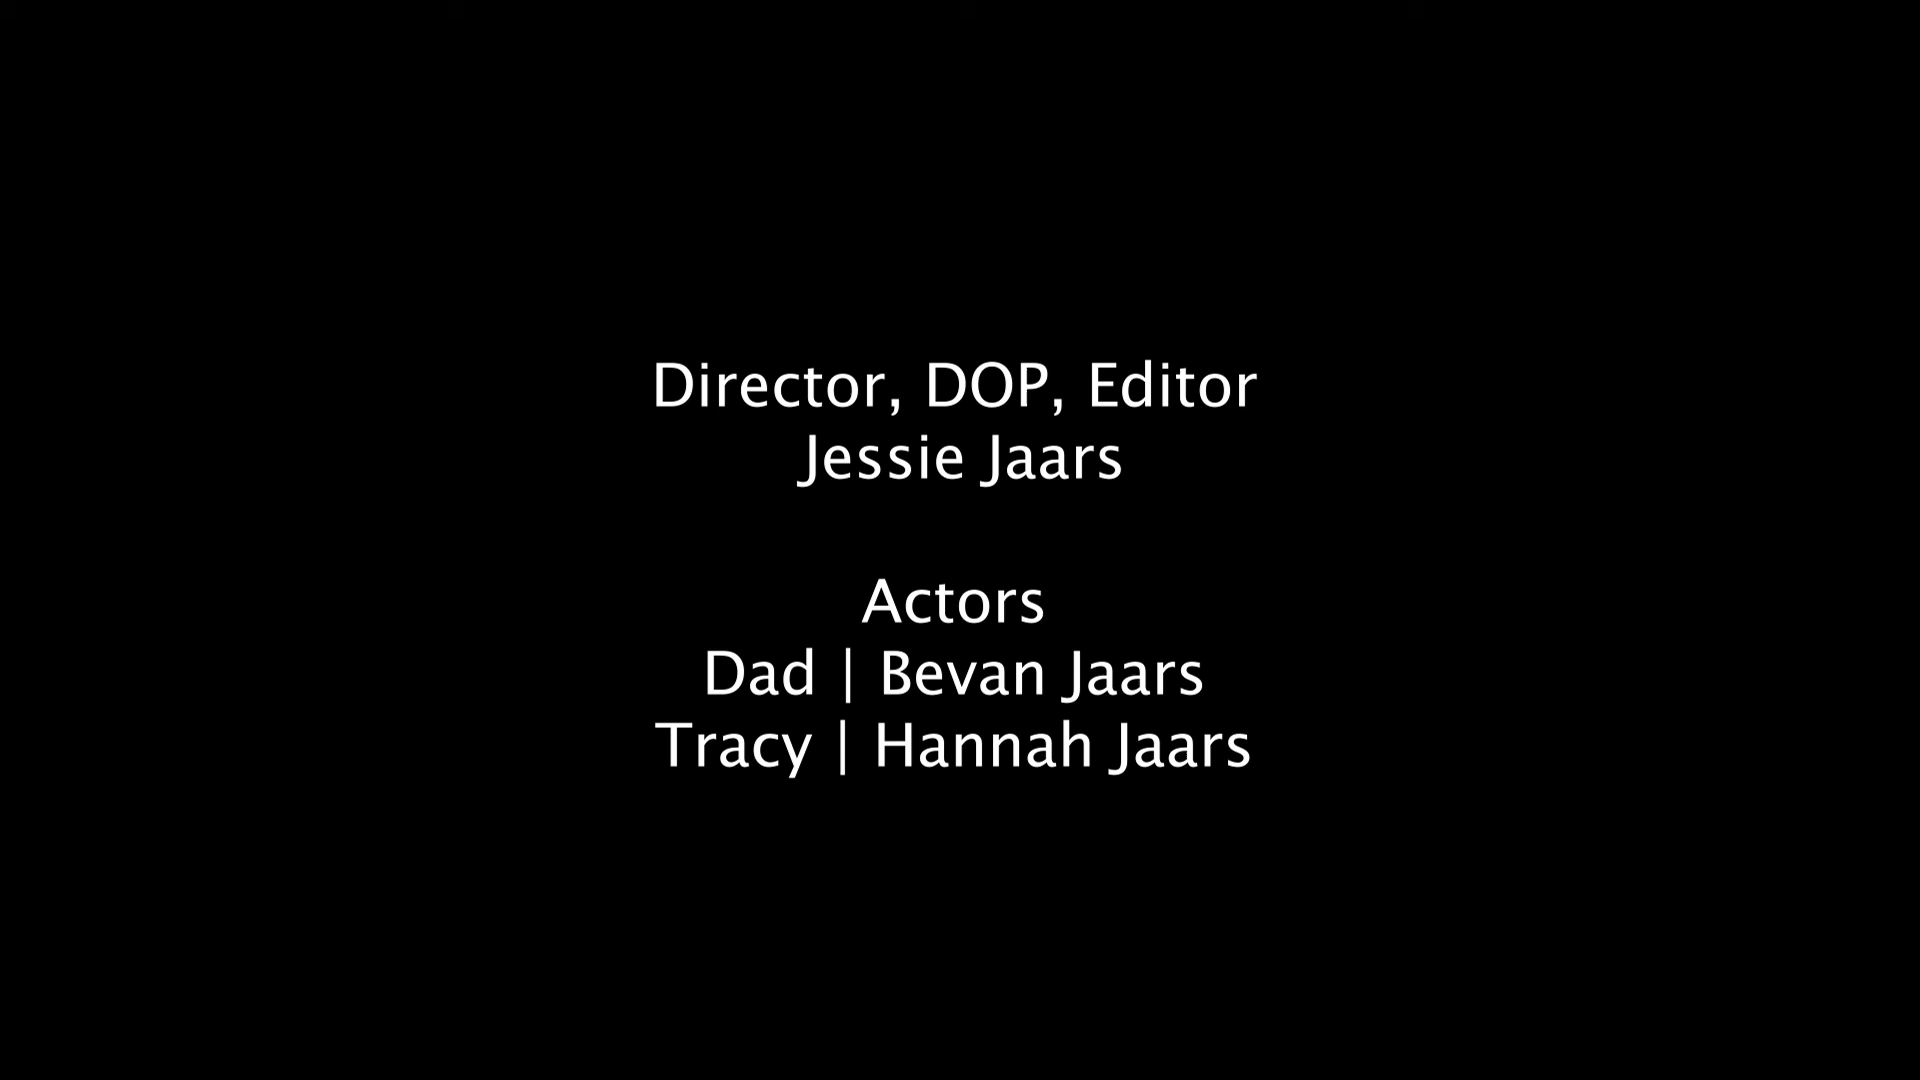 Director, DOP, Editor
Jessie Jaars
Actors
Dad | Bevan Jaars
Tracy | Hannah Jaars